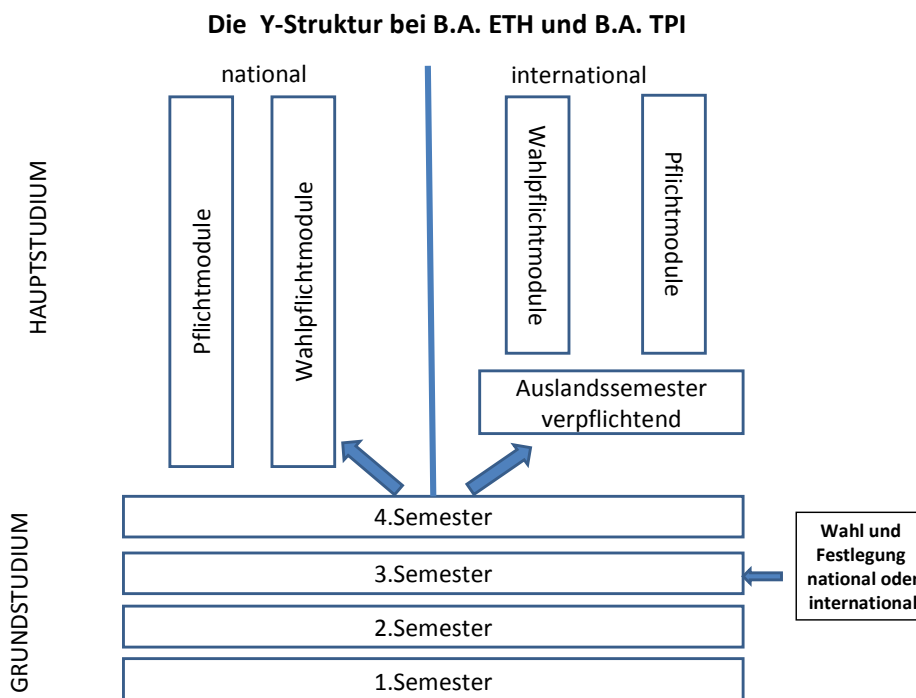 Die Y-Struktur bei B.A. ETH und B.A. TPI
national
international
HAUPTSTUDIUM
Pflichtmodule
Wahlpflichtmodule
Wahlpflichtmodule
Pflichtmodule
Auslandssemester
verpflichtend
GRUNDSTUDIUM
4.Semester
3.Semester
2.Semester
1.Semester
Wahl und
Festlegung
national oder
international